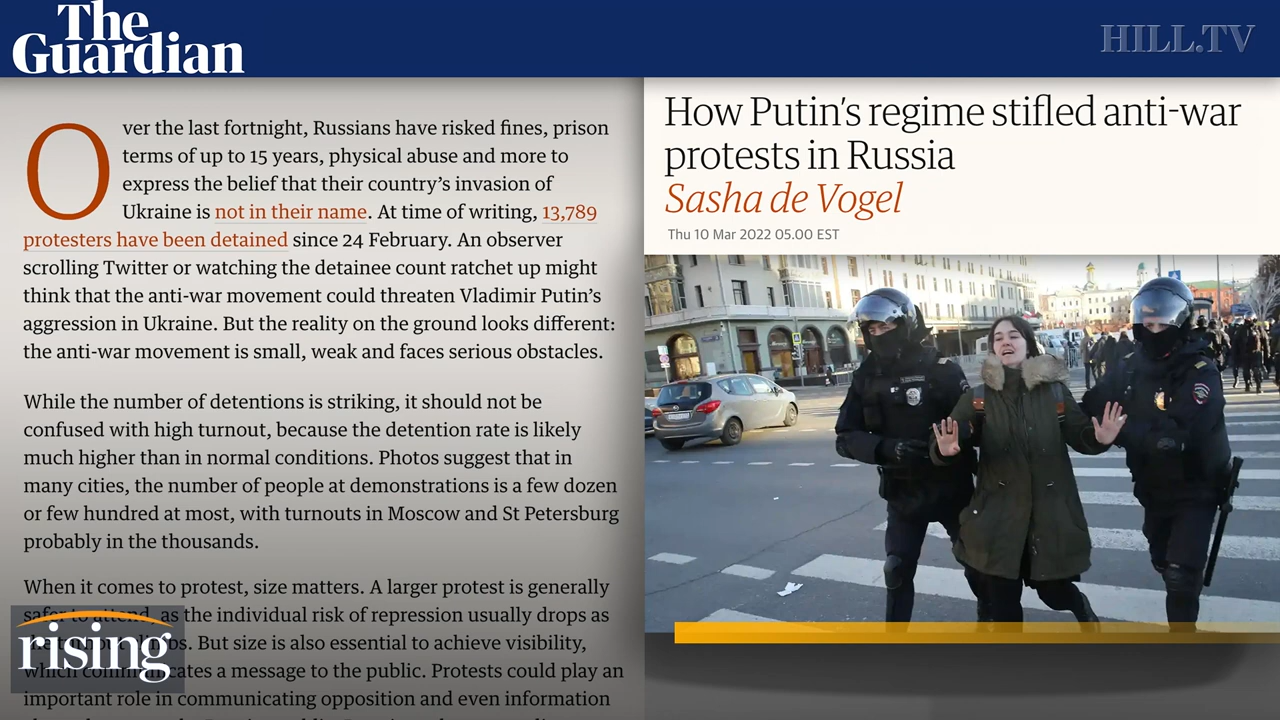 The
Guardian
HILL.TV
Over the last fortnight, Russians have risked fines, prison
terms of up to 15 years, physical abuse and more to
express the belief that their country's invasion of
Ukraine is not in their name. At time of writing, 13,789
protesters have been detained since 24 February. An observer
scrolling Twitter or watching the detainee count ratchet up might
think that the anti-war movement could threaten Vladimir Putin's
aggression in Ukraine. But the reality on the ground looks different:
the anti-war movement is small, weak and faces serious obstacles.
While the number of detentions is striking, it should not be
confused with high turnout, because the detention rate is likely
much higher than in normal conditions. Photos suggest that in
many cities, the number of people at demonstrations is a few dozen
or few hundred at most, with turnouts in Moscow and St Petersburg
probably in the thousands.
When it comes to protest, size matters. A larger protest is generally
safer to attend, as the individual risk of repression usually drops as
the turnout climbs. But size is also essential to achieve visibility,
which communicates a message to the public. Protests could play an
important role in communicating opposition and even information
rising
How Putin's regime stifled anti-war
protests in Russia
Sasha de Vogel
Thu 10 Mar 2022 05.00 EST